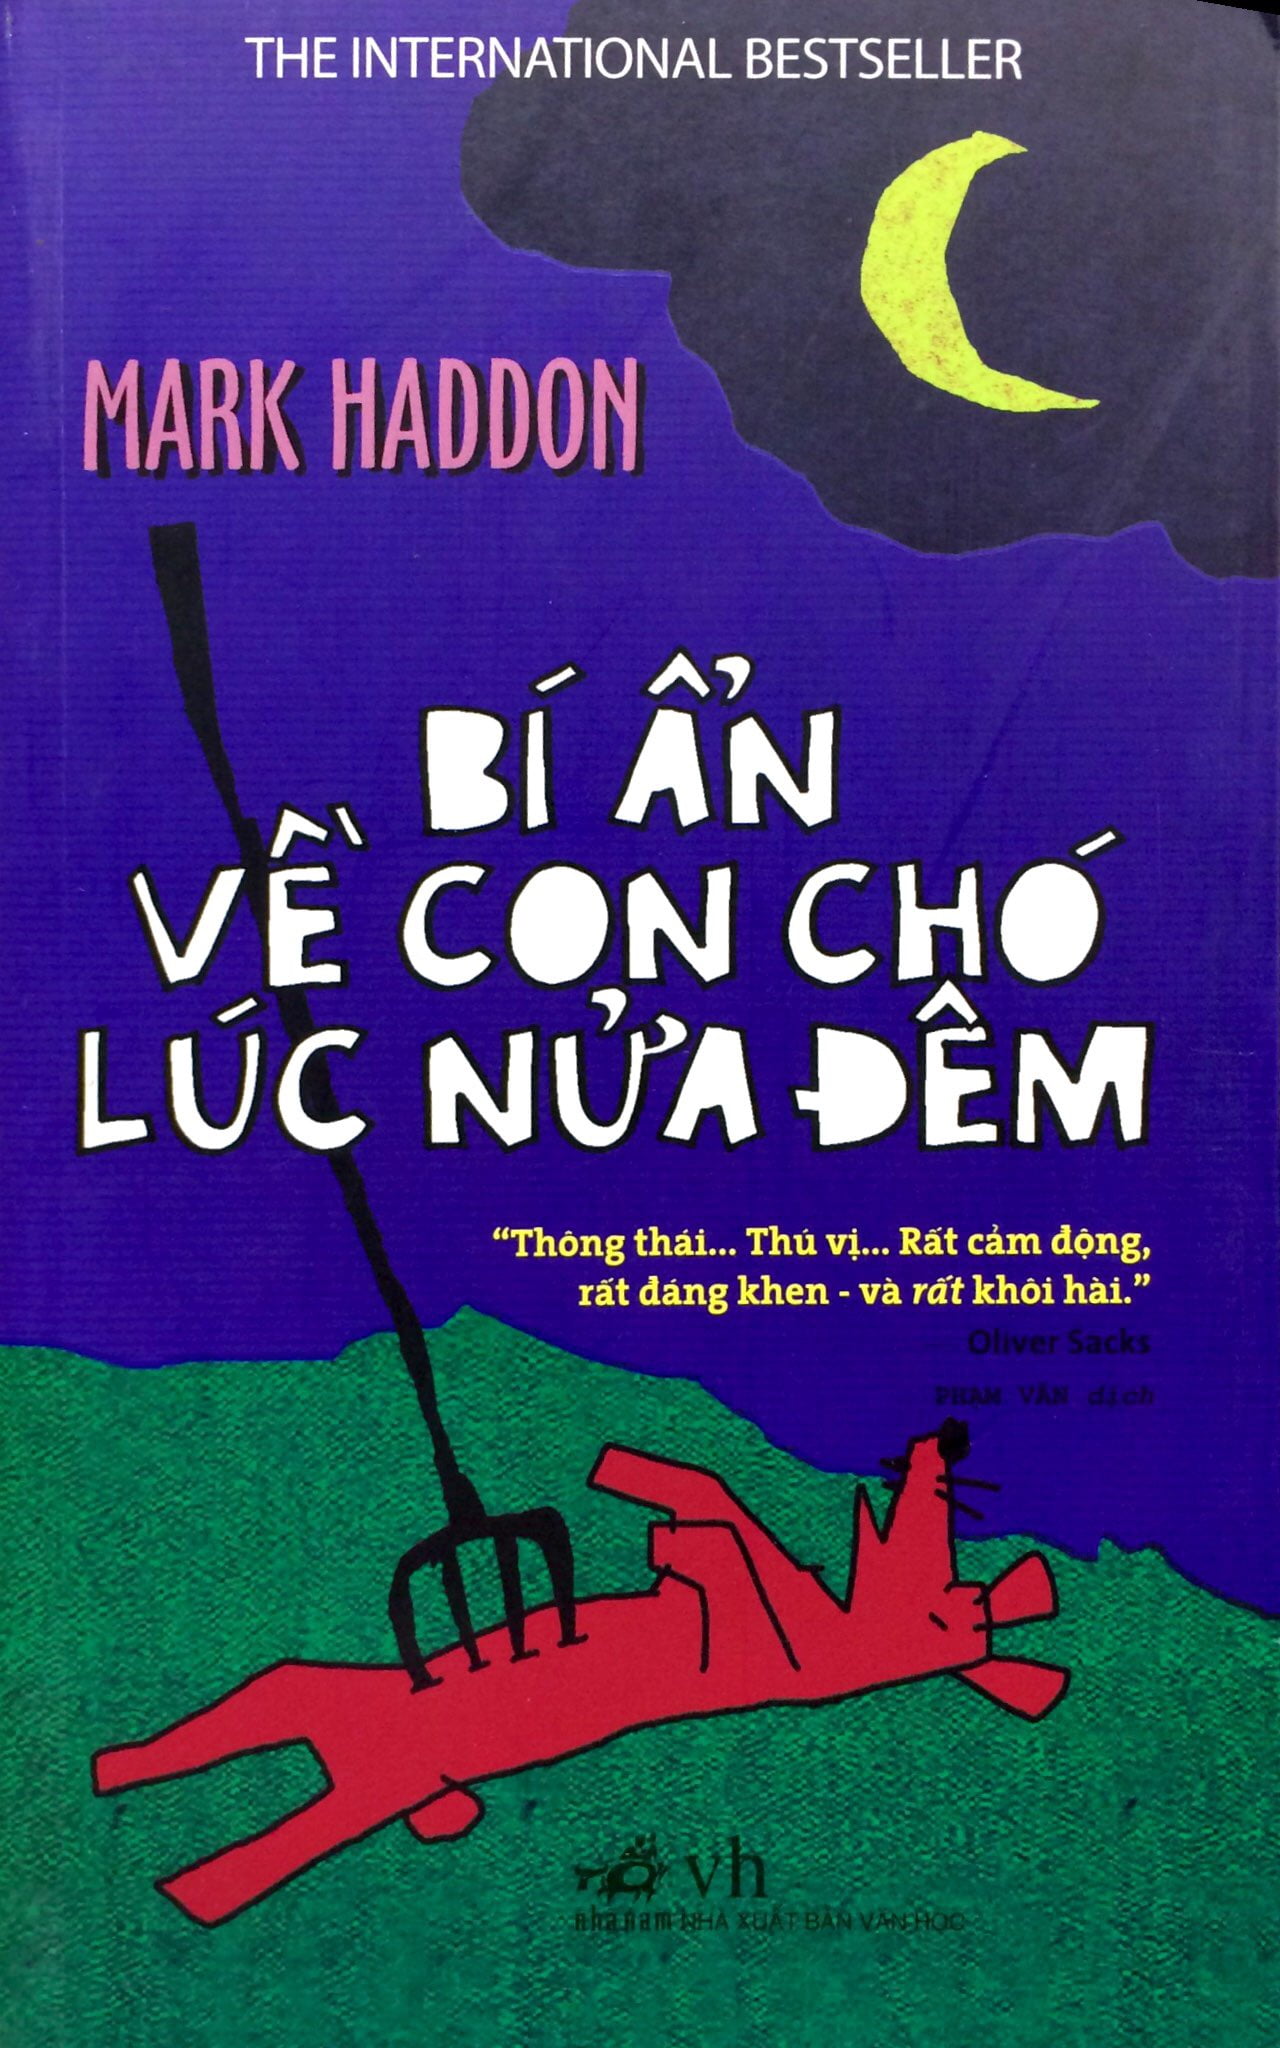 THE INTERNATIONAL BESTSELLER
MARK HADDON
BÍ ẨN
VỀ CON CHÓ
LÚC NỬA ĐÊM
“Thông thái... Thú vị... Rất cảm động,
rất đáng khen - và rất khôi hài.”
Oliver Sacks
PHẠM VĂN dịch
vh
nhanam NHÀ XUẤT BẢN VĂN HỌC